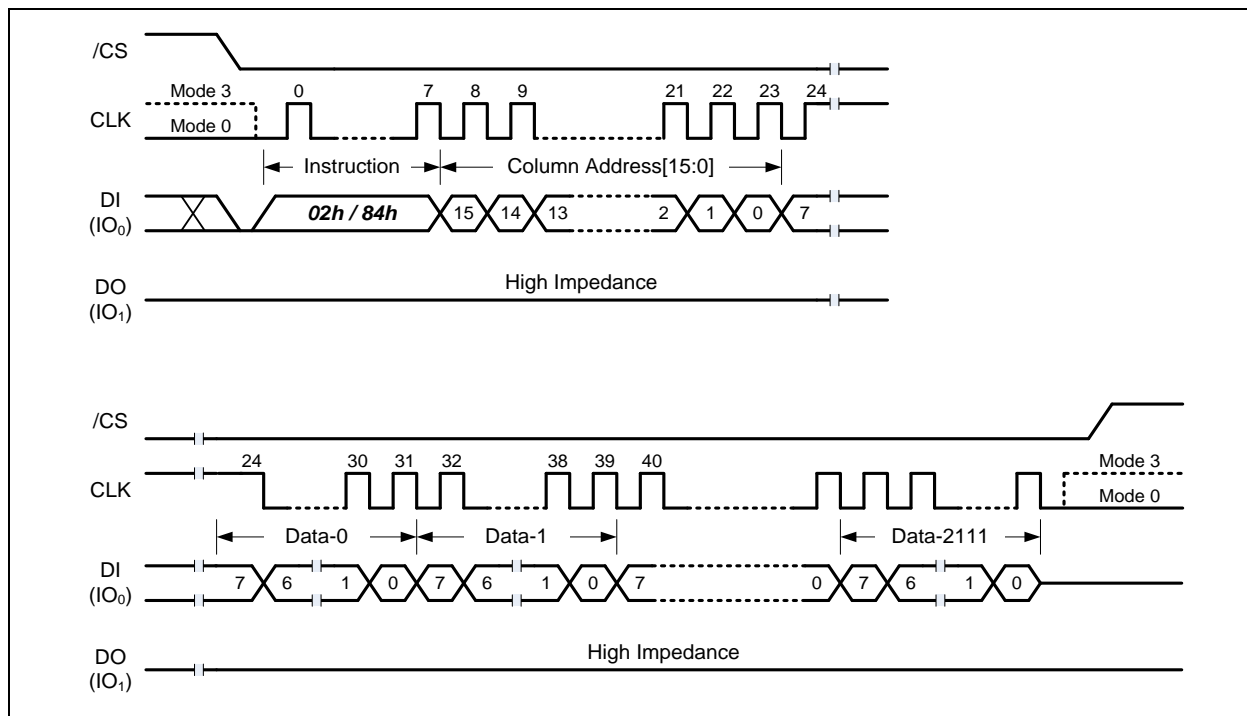 /CS
Mode 3 0 7 8 9 21 22 23 24
CLK
Mode 0
Instruction Column Address[15:0]
DI
(IO₀)
02h / 84h 15 14 13 2 1 0 7
High Impedance
DO
(IO₁)
/CS
24 30 31 32 38 39 40 Mode 3
CLK
Mode 0
Data-0 Data-1 Data-2111
DI
(IO₀)
7 6 1 0 7 6 1 0 7 0 7 6 1 0
High Impedance
DO
(IO₁)